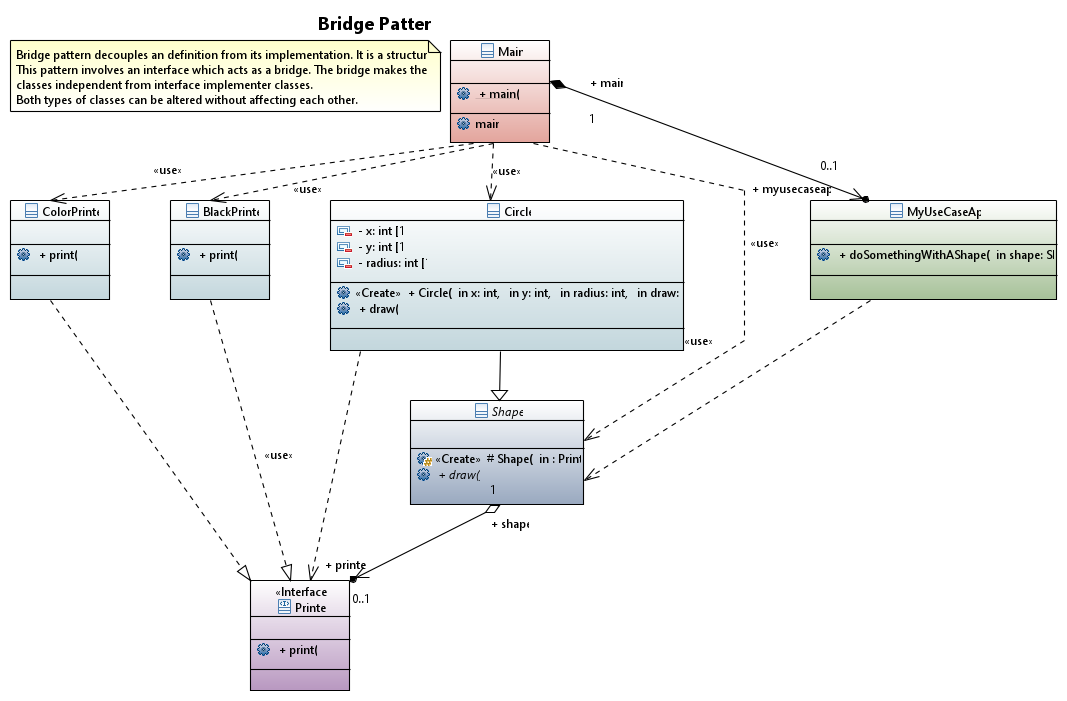 Bridge Patter
Bridge pattern decouples an definition from its implementation. It is a structur
This pattern involves an interface which acts as a bridge. The bridge makes the
classes independent from interface implementer classes.
Both types of classes can be altered without affecting each other.
Main
+ main(
main
+ main
1
0..1
+ myusecaseap
«use»
«use»
«use»
«use»
ColorPrinte
+ print(
BlackPrinte
+ print(
Circle
- x: int [1
- y: int [1
- radius: int [
«Create» + Circle( in x: int, in y: int, in radius: int, in draw:
+ draw(
MyUseCaseAp
+ doSomethingWithAShape( in shape: Sh
«use»
Shape
«Create» # Shape( in : Print
+ draw(
1
«use»
+ shape
+ printe
0..1
«Interface
Printe
+ print(